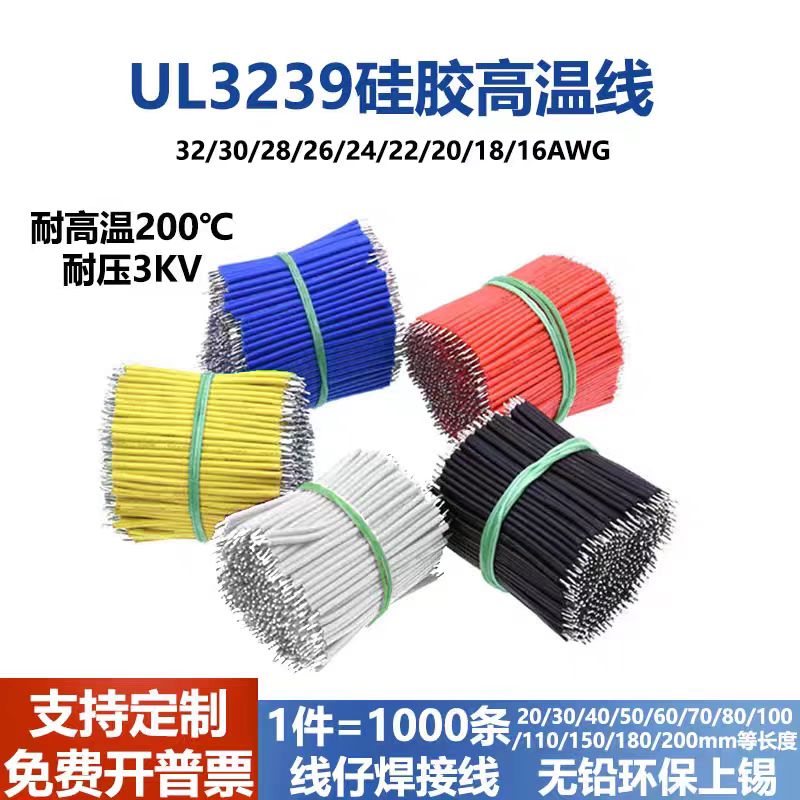 UL3239硅胶高温线
32/30/28/26/24/22/20/18/16AWG
耐高温200℃
耐压3KV
支持定制
免费开普票
1件=1000条
线仔焊接线
20/30/40/50/60/70/80/100
/110/150/180/200mm等长度
无铅环保上锡